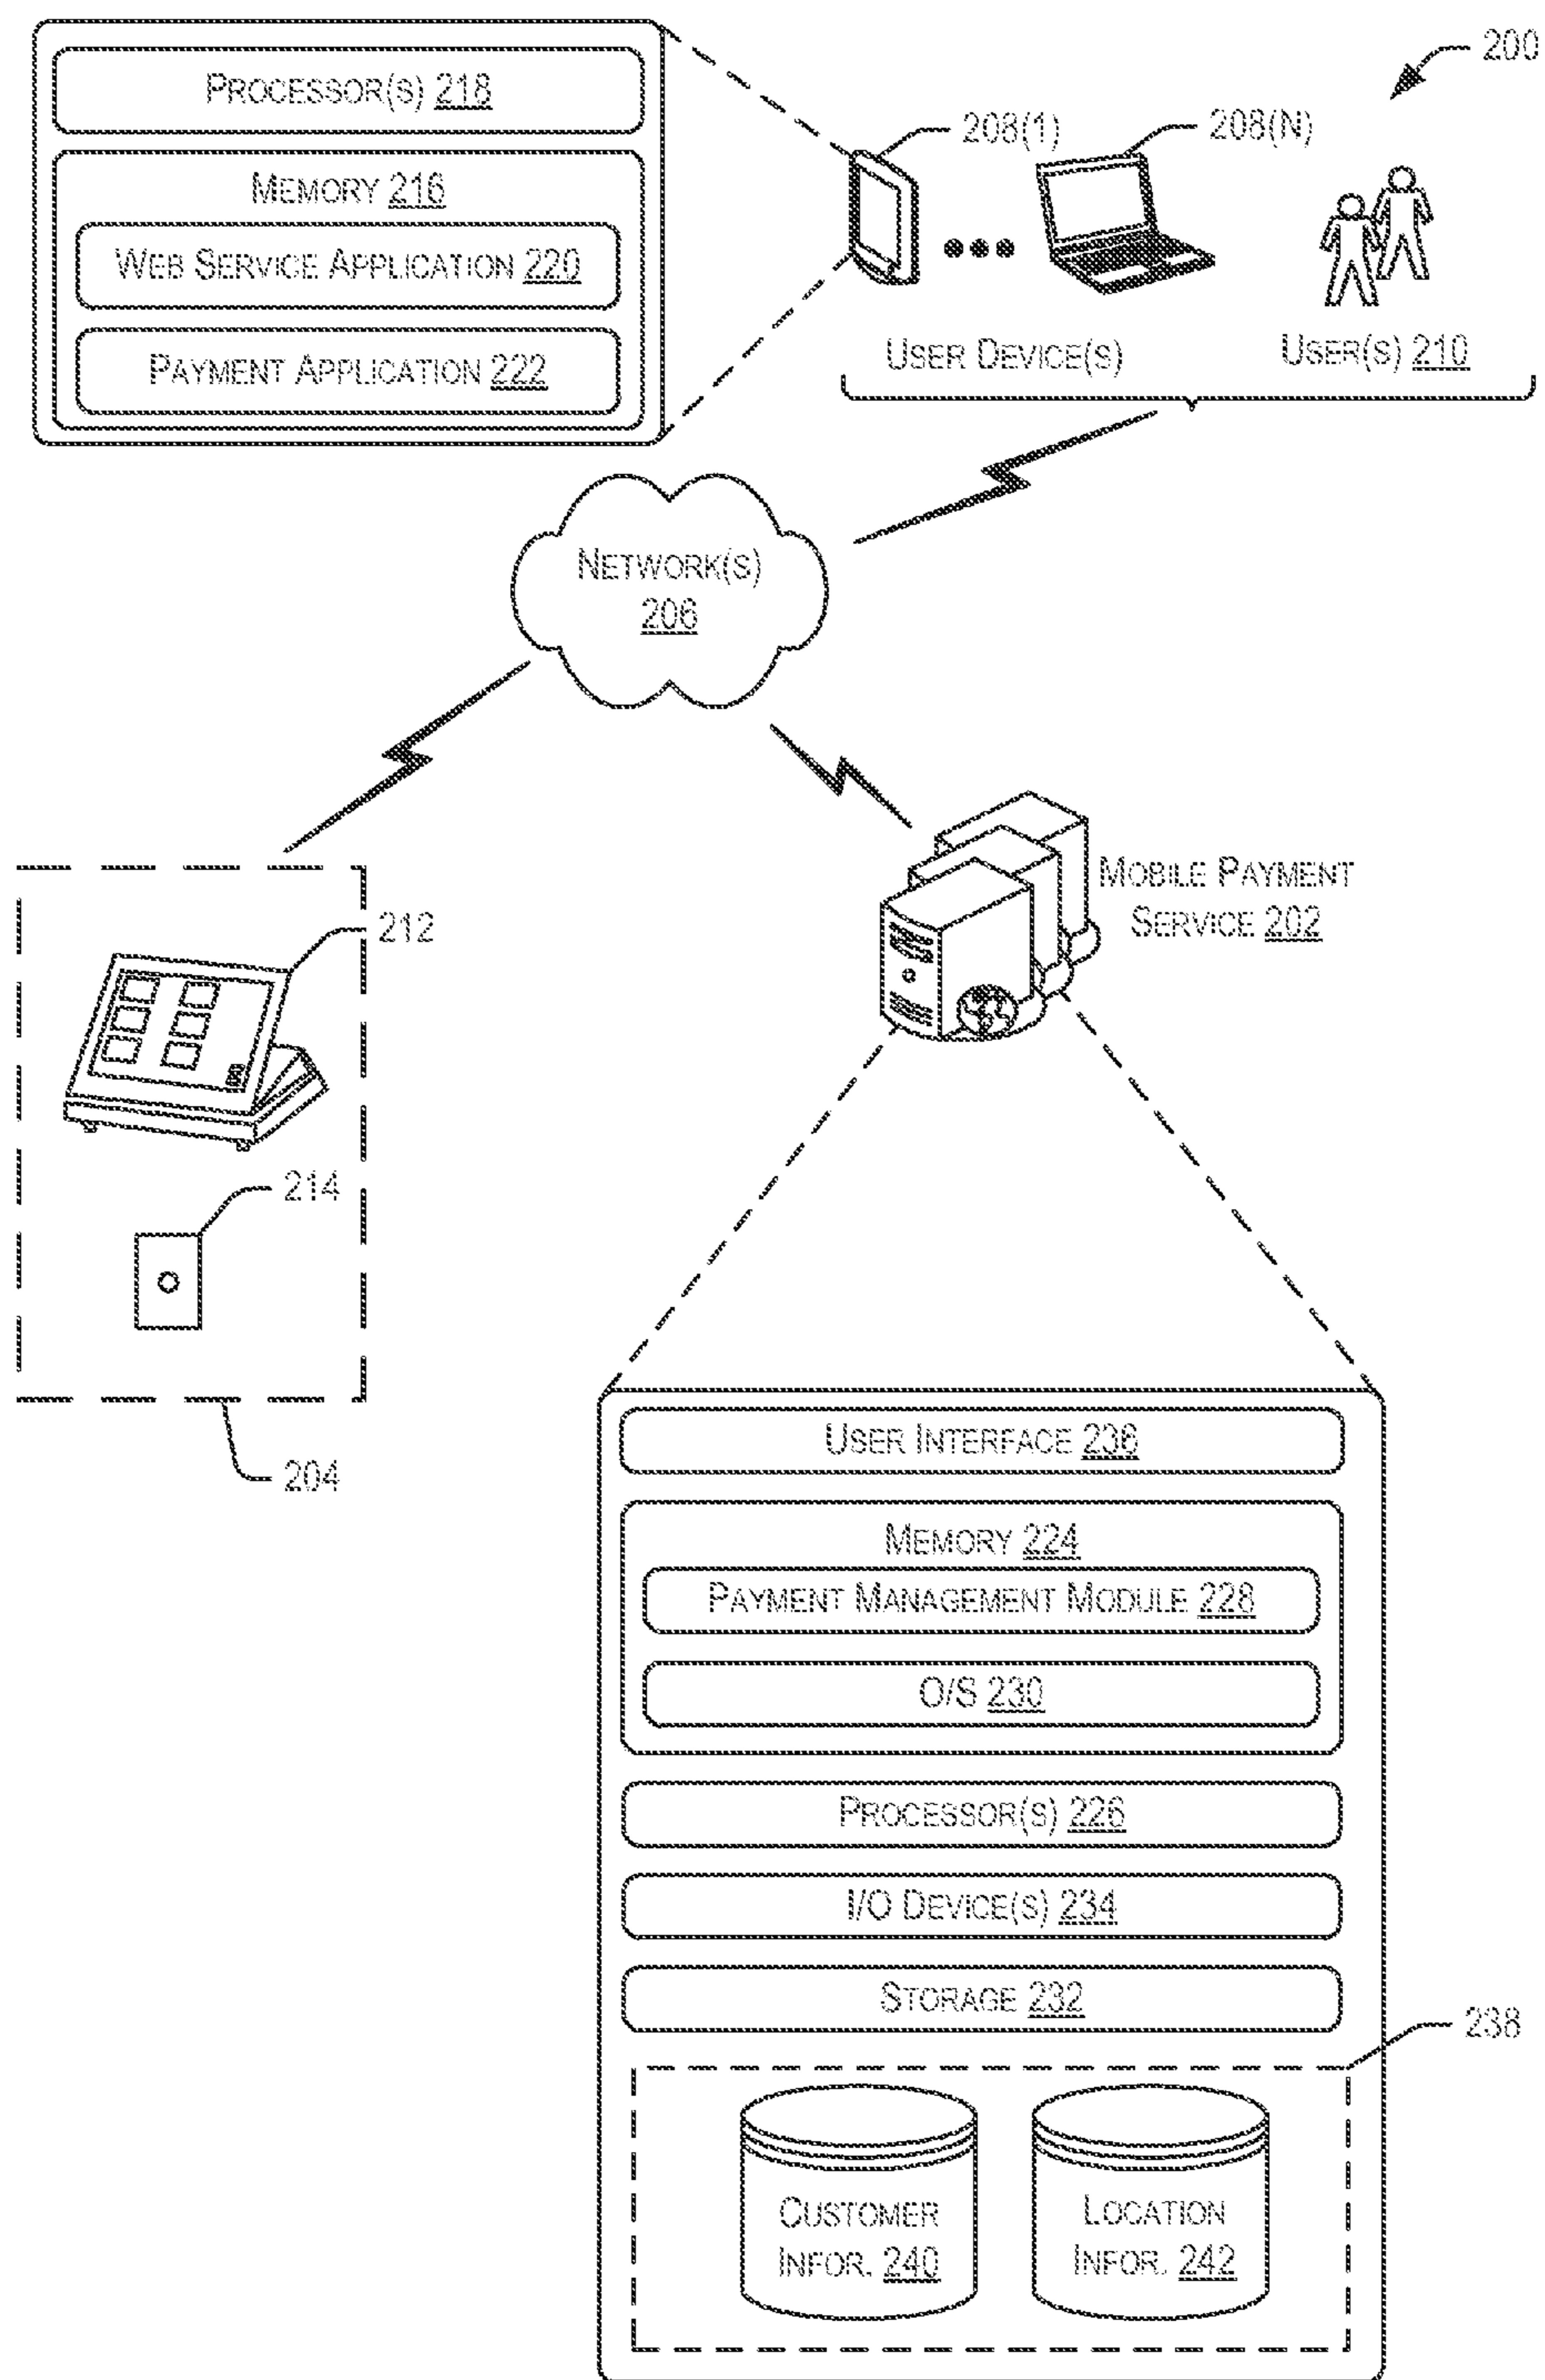 200
PROCESSOR(S) 218
MEMORY 216
WEB SERVICE APPLICATION 220
PAYMENT APPLICATION 222
208(1)
208(N)
USER DEVICE(S)
USER(S) 210
NETWORK(S)
206
MOBILE PAYMENT
SERVICE 202
212
214
204
USER INTERFACE 236
MEMORY 224
PAYMENT MANAGEMENT MODULE 228
O/S 230
PROCESSOR(S) 226
I/O DEVICE(S) 234
STORAGE 232
238
CUSTOMER
INFOR. 240
LOCATION
INFOR. 242